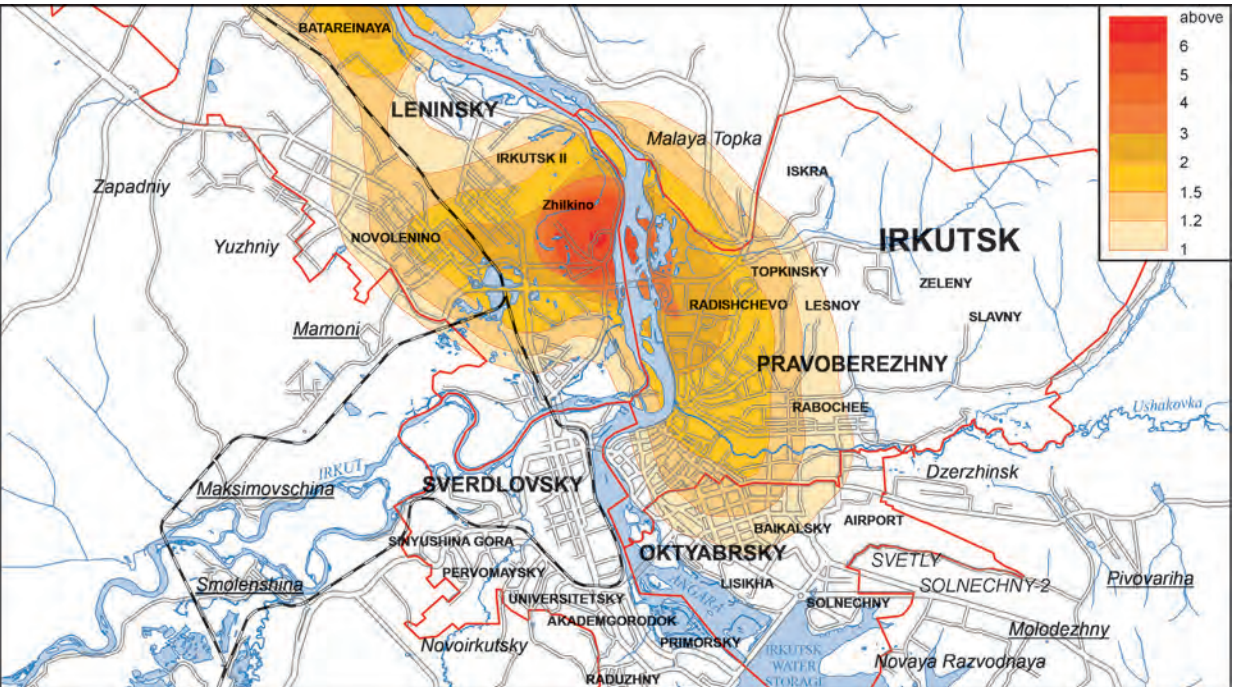 above
BATAREINAYA
6
5
LENINSKY
4
Malaya Topka
3
IRKUTSK II
2
ISKRA
Zapadniy
1.5
Zhilkino
1.2
NOVOLENINO
IRKUTSK
Yuzhniy
1
TOPKINSKY
ZELENY
RADISHCHEVO
LESNOY
SLAVNY
Mamoni
PRAVOBEREZHNY
RABOCHEE
Ushakovka
IRKUT
Dzerzhinsk
SVERDLOVSKY
Maksimovschina
AIRPORT
BAIKALSKY
SINYUSHINA GORA
OKTYABRSKY
SVETLY
PERVOMAYSKY
LISIKHA
SOLNECHNY-2
Pivovariha
Smolenshina
ANGARA
UNIVERSITETSKY
SOLNECHNY
AKADEMGORODOK
Molodezhny
Novoirkutsky
PRIMORSKY
IRKUTSK
WATER
STORAGE
Novaya Razvodnaya
RADUZHNY